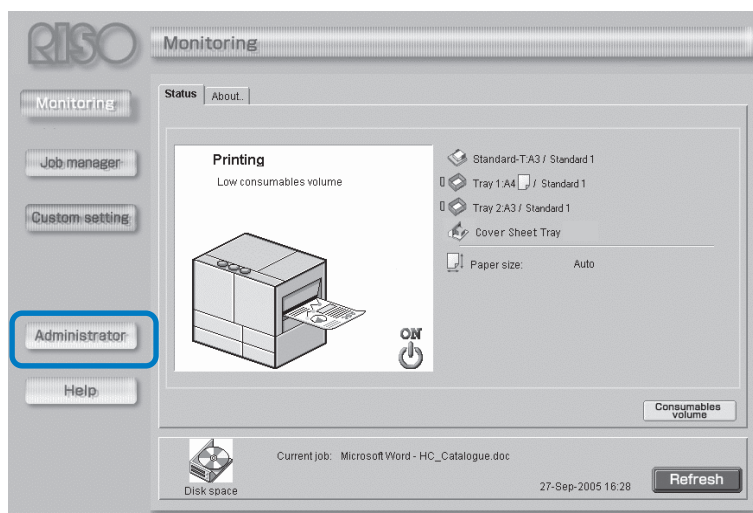 RISO
Monitoring
Monitoring
Job manager
Custom setting
Administrator
Help
Status
About..
Printing
Low consumables volume
ON
Standard-T:A3 / Standard 1
Tray 1:A4 / Standard 1
Tray 2:A3 / Standard 1
Cover Sheet Tray
Paper size: Auto
Consumables
volume
Disk space
Current job: Microsoft Word - HC_Catalogue.doc
27-Sep-2005 16:28
Refresh